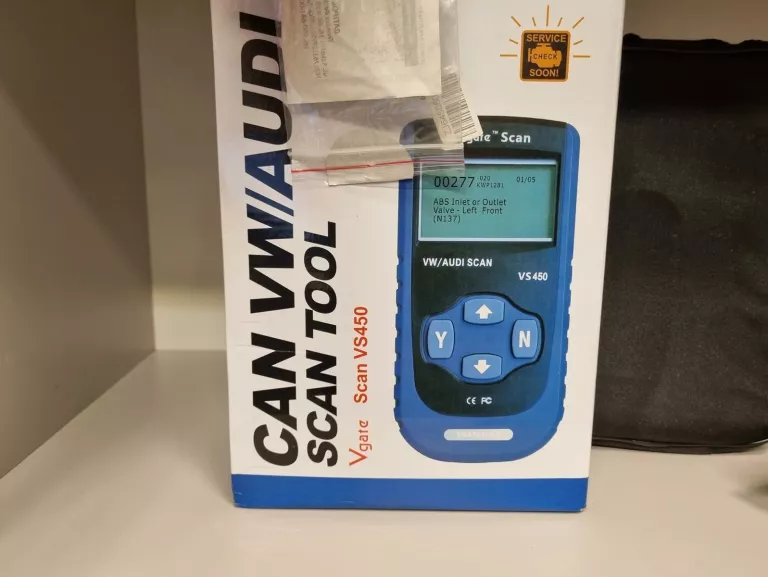 CAN VW/AUDI
SCAN TOOL
Vgate Scan VS450
SERVICE
CHECK
SOON!
™ Scan
00277 020 KWP1281 01/05
ABS Inlet or Outlet
Valve - Left Front
(N137)
VW/AUDI SCAN
VS450
Y
N
CE FC